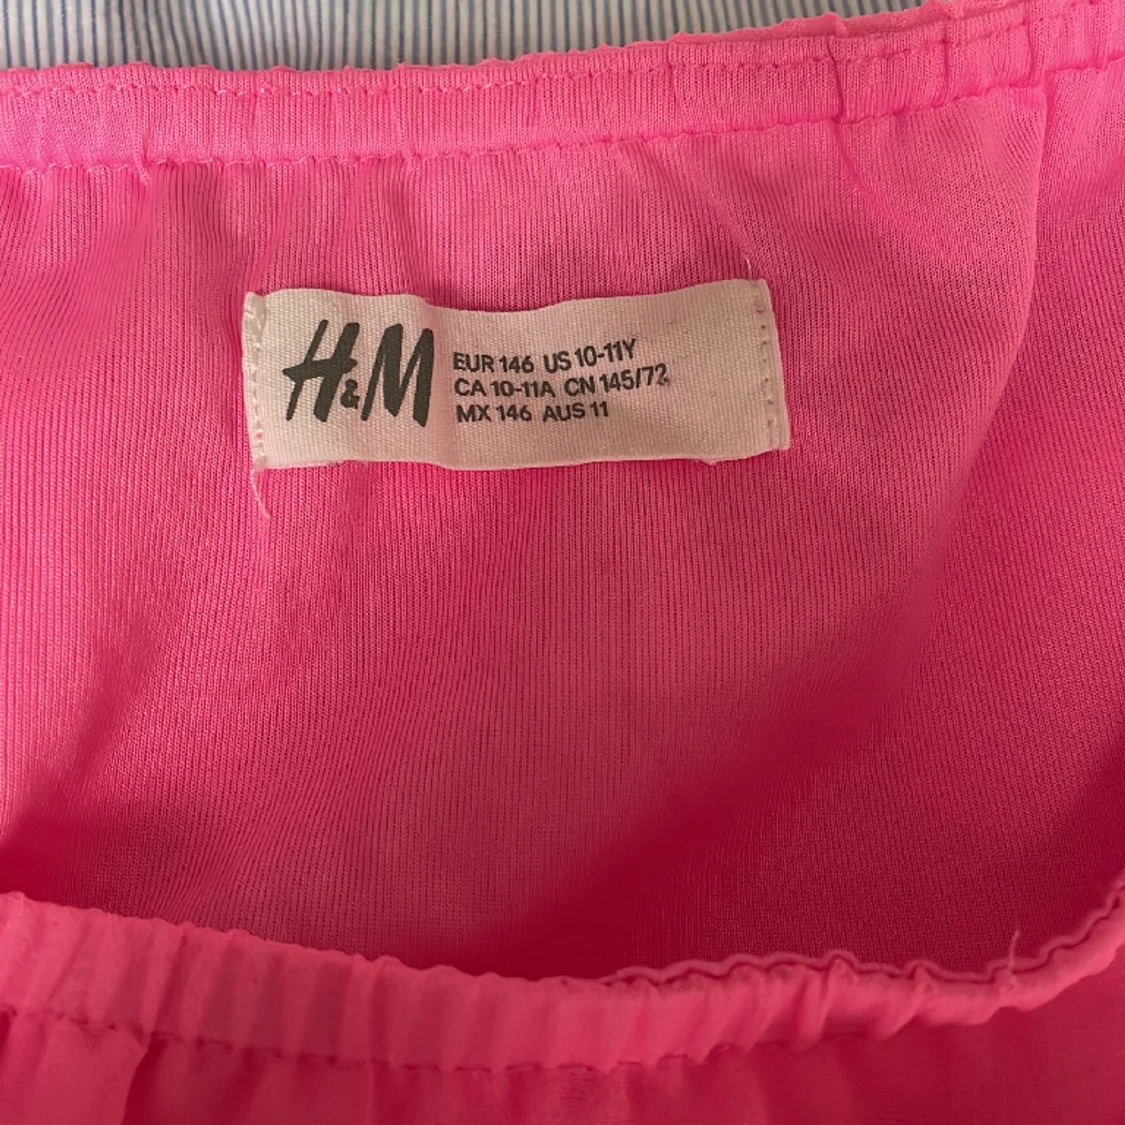 H&M
EUR 146 US 10-11Y
CA 10-11A CN 145/72
MX 146 AUS 11